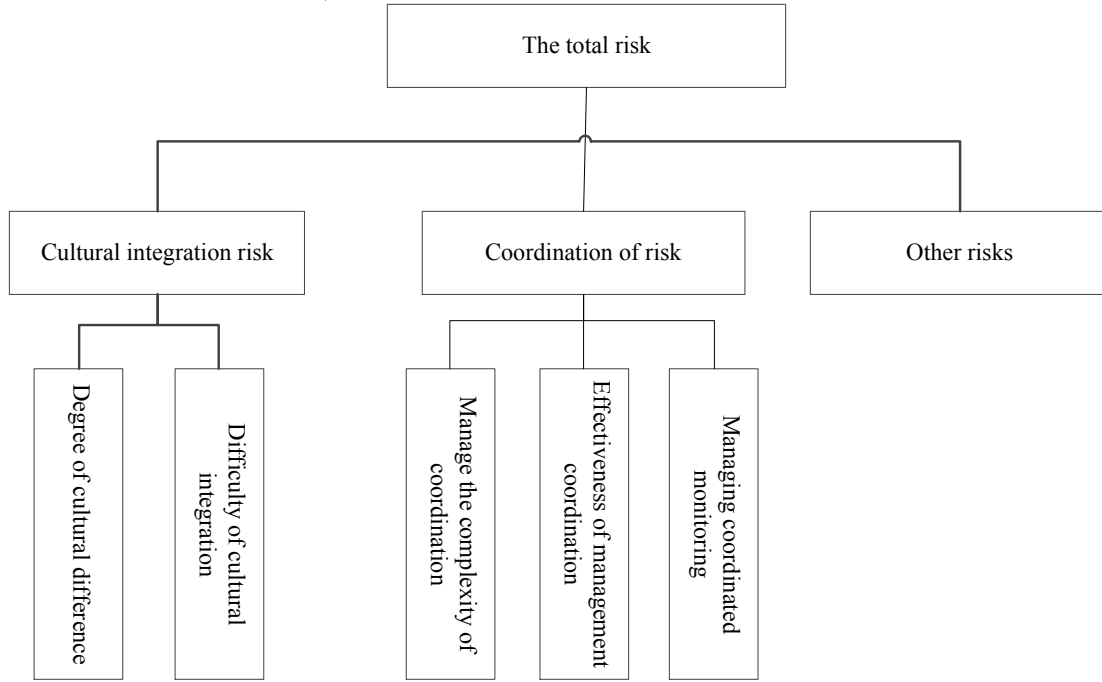 The total risk
Cultural integration risk
Coordination of risk
Other risks
Degree of cultural difference
Difficulty of cultural
integration
Manage the complexity of
coordination
Effectiveness of management
coordination
Managing coordinated
monitoring